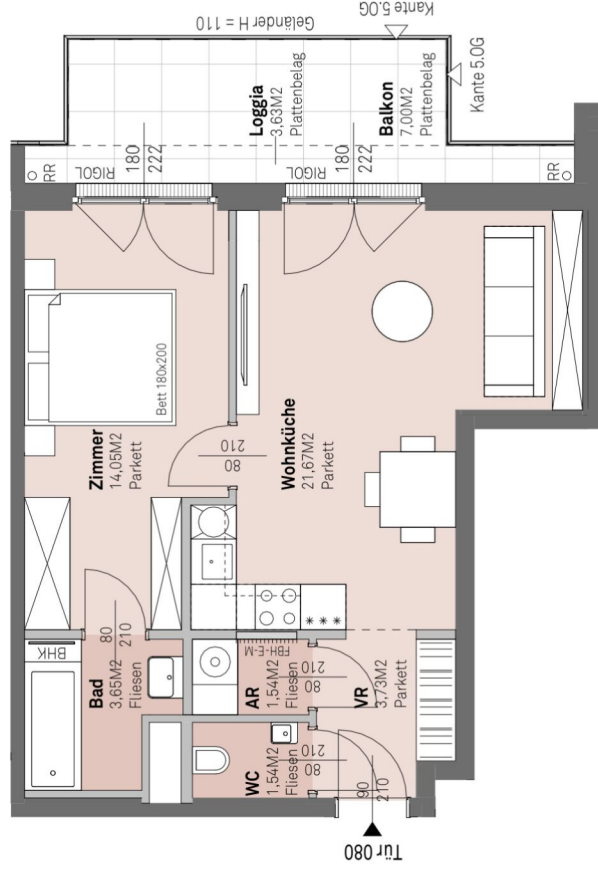 Geländer H = 110
Kante 5.OG
Kante 5.OG
Loggia
3,63M2
Plattenbelag
Balkon
7,00M2
Plattenbelag
RR
RIGOL
180
222
RIGOL
180
222
RR
Bett 180x200
Zimmer
14,05M2
Parkett
80
210
Wohnküche
21,67M2
Parkett
80
210
BHK
Bad
3,65M2
Fliesen
FBH-E-M
AR
1,54M2
Fliesen
80
210
VR
3,73M2
Parkett
WC
1,54M2
Fliesen
80
210
90
210
Tür 080